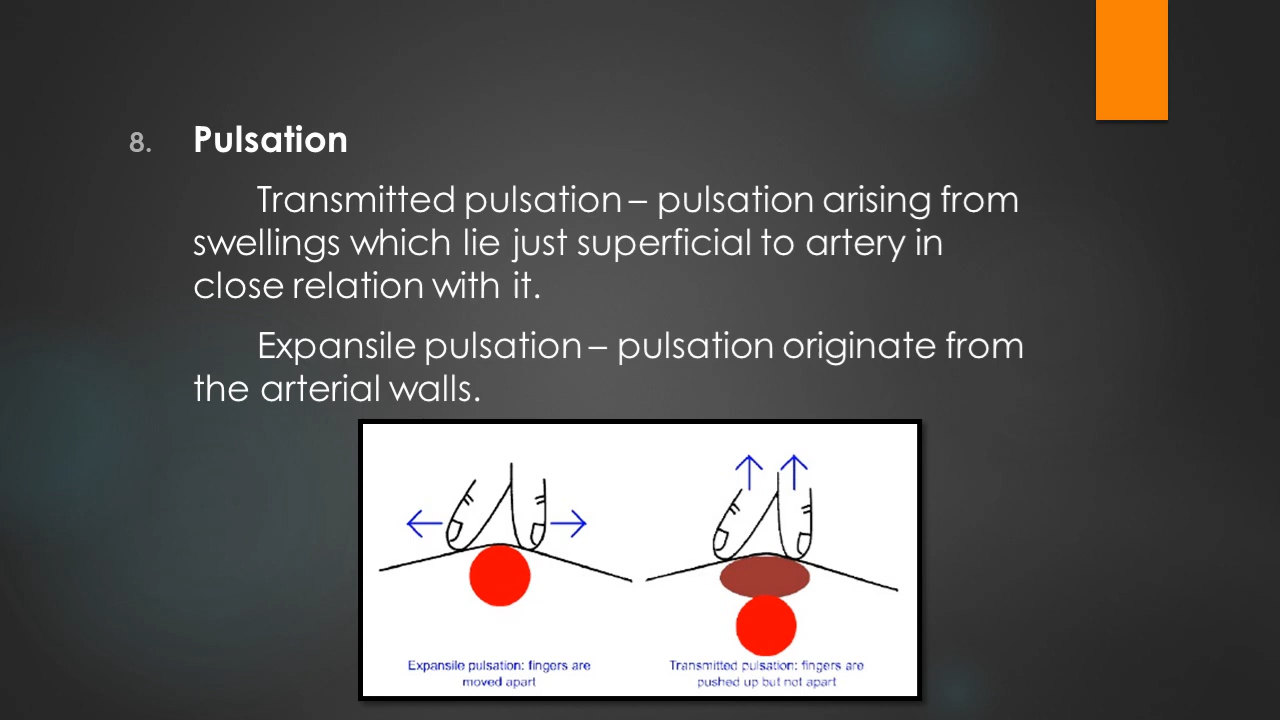 8. Pulsation
Transmitted pulsation – pulsation arising from
swellings which lie just superficial to artery in
close relation with it.
Expansile pulsation – pulsation originate from
the arterial walls.
Expansile pulsation: fingers are
moved apart
Transmitted pulsation: fingers are
pushed up but not apart